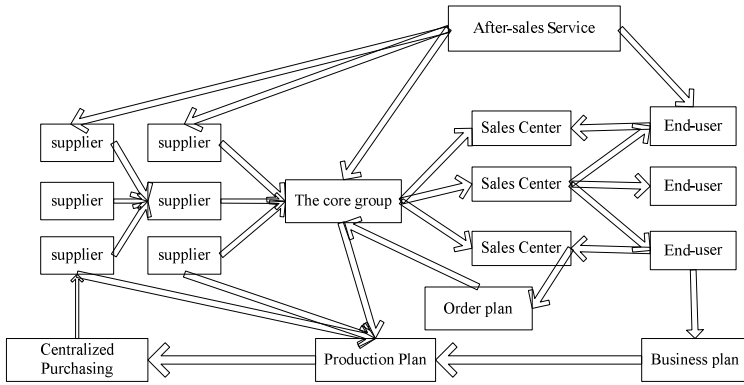 After-sales Service
supplier
supplier
Sales Center
End-user
supplier
supplier
The core group
Sales Center
End-user
supplier
supplier
Sales Center
End-user
Order plan
Centralized
Purchasing
Production Plan
Business plan